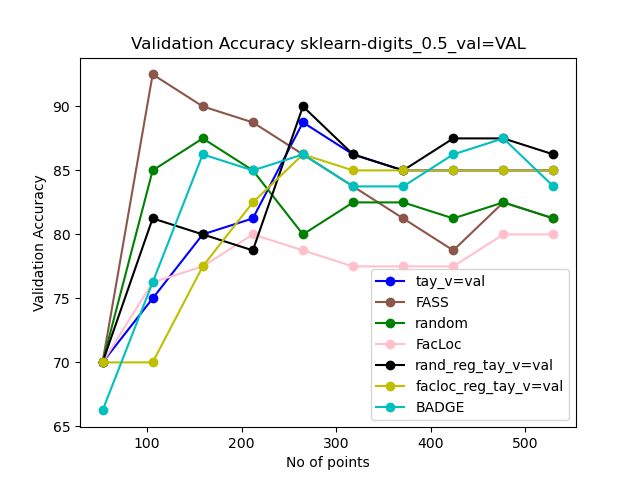 Validation Accuracy sklearn-digits_0.5_val=VAL
Validation Accuracy
90
85
80
75
70
65
100
200
300
400
500
No of points
tay_v=val
FASS
random
FacLoc
rand_reg_tay_v=val
facloc_reg_tay_v=val
BADGE